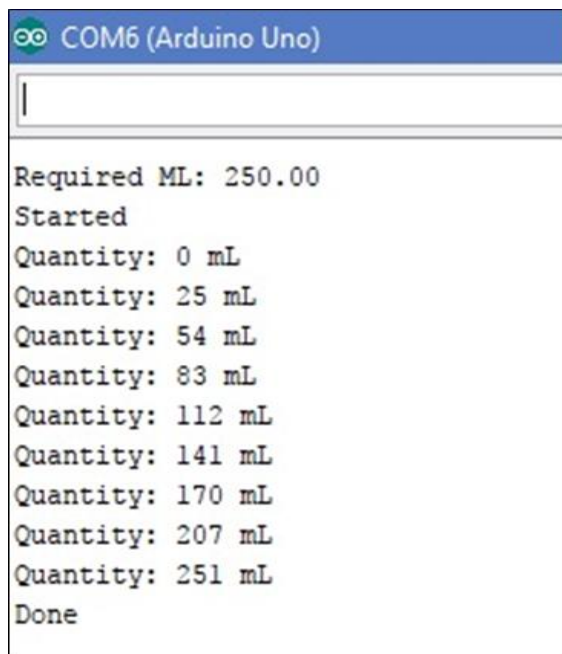 COM6 (Arduino Uno)
Required ML: 250.00
Started
Quantity: 0 mL
Quantity: 25 mL
Quantity: 54 mL
Quantity: 83 mL
Quantity: 112 mL
Quantity: 141 mL
Quantity: 170 mL
Quantity: 207 mL
Quantity: 251 mL
Done